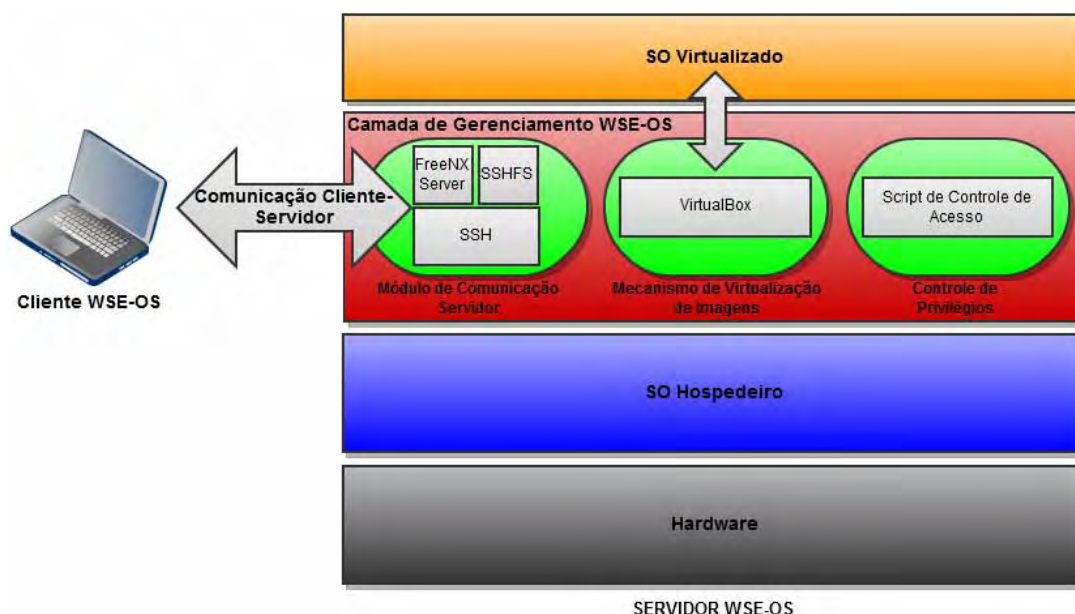 SO Virtualizado
Camada de Gerenciamento WSE-OS
FreeNX
Server
SSHFS
SSH
VirtualBox
Script de Controle de
Acesso
Comunicação Cliente-
Servidor
Cliente WSE-OS
Módulo de Comunicação
Servidor
Mecanismo de Virtualização
de Imagens
Controle de
Privilégios
SO Hospedeiro
Hardware
SERVIDOR WSE-OS